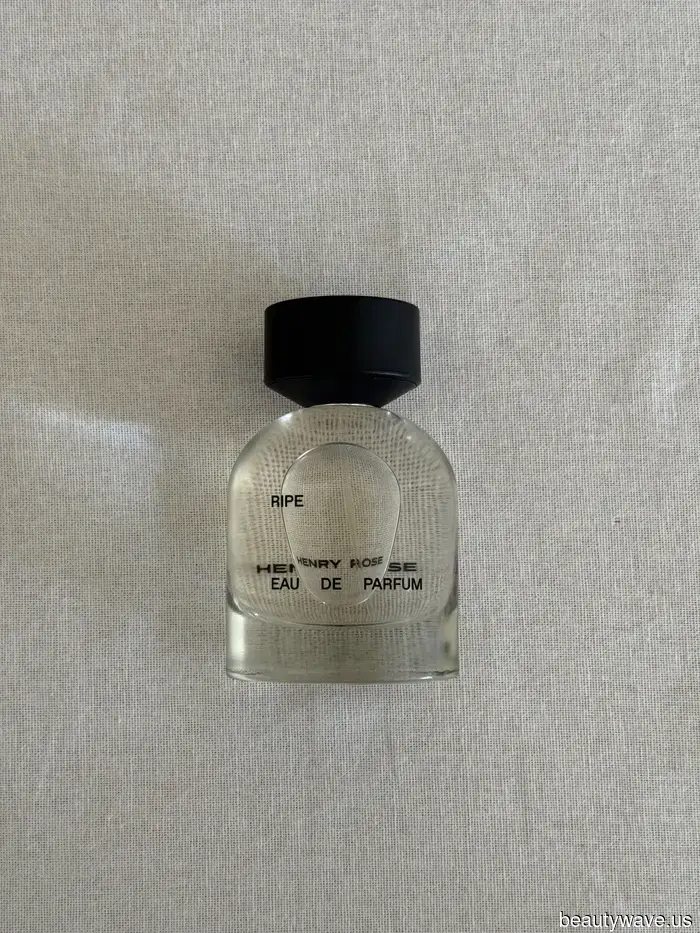 RIPE
HENRY ROSE
EAU DE PARFUM
beautywave.us